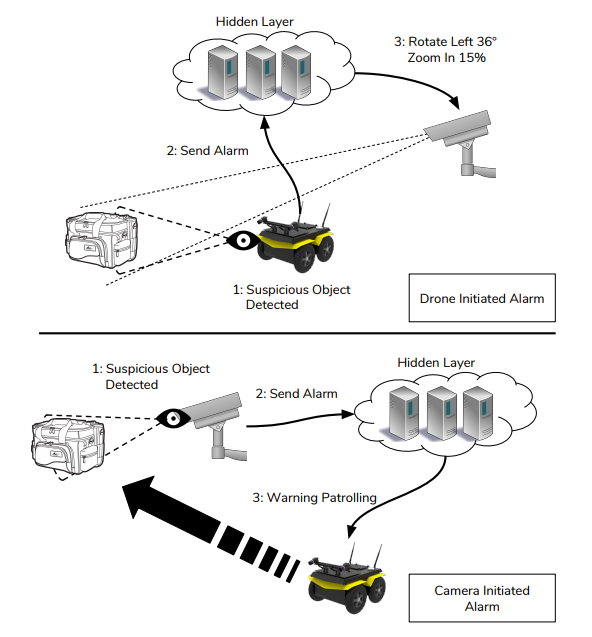 Hidden Layer
3: Rotate Left 36°
Zoom In 15%
2: Send Alarm
1: Suspicious Object
Detected
Drone Initiated Alarm
1: Suspicious Object
Detected
2: Send Alarm
Hidden Layer
3: Warning Patrolling
Camera Initiated
Alarm